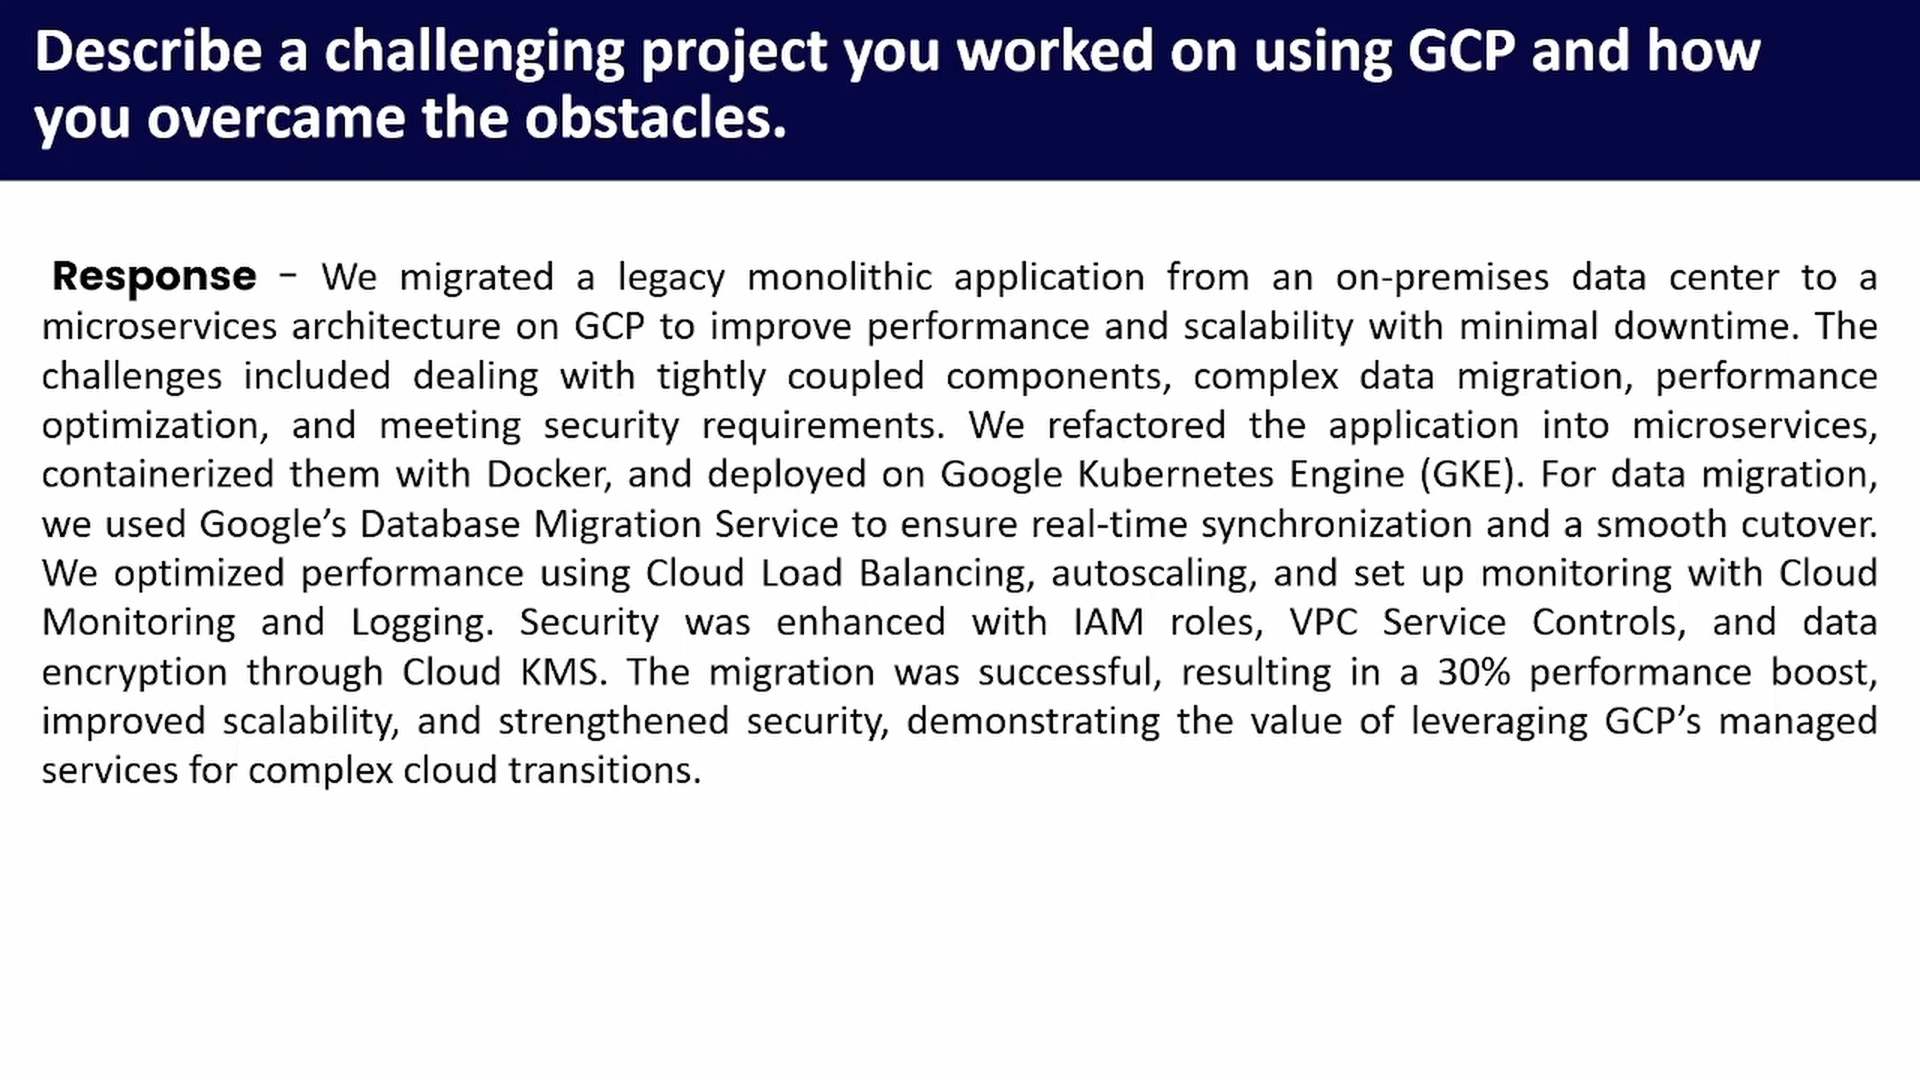 Describe a challenging project you worked on using GCP and how
you overcame the obstacles.
Response – We migrated a legacy monolithic application from an on-premises data center to a
microservices architecture on GCP to improve performance and scalability with minimal downtime. The
challenges included dealing with tightly coupled components, complex data migration, performance
optimization, and meeting security requirements. We refactored the application into microservices,
containerized them with Docker, and deployed on Google Kubernetes Engine (GKE). For data migration,
we used Google’s Database Migration Service to ensure real-time synchronization and a smooth cutover.
We optimized performance using Cloud Load Balancing, autoscaling, and set up monitoring with Cloud
Monitoring and Logging. Security was enhanced with IAM roles, VPC Service Controls, and data
encryption through Cloud KMS. The migration was successful, resulting in a 30% performance boost,
improved scalability, and strengthened security, demonstrating the value of leveraging GCP’s managed
services for complex cloud transitions.